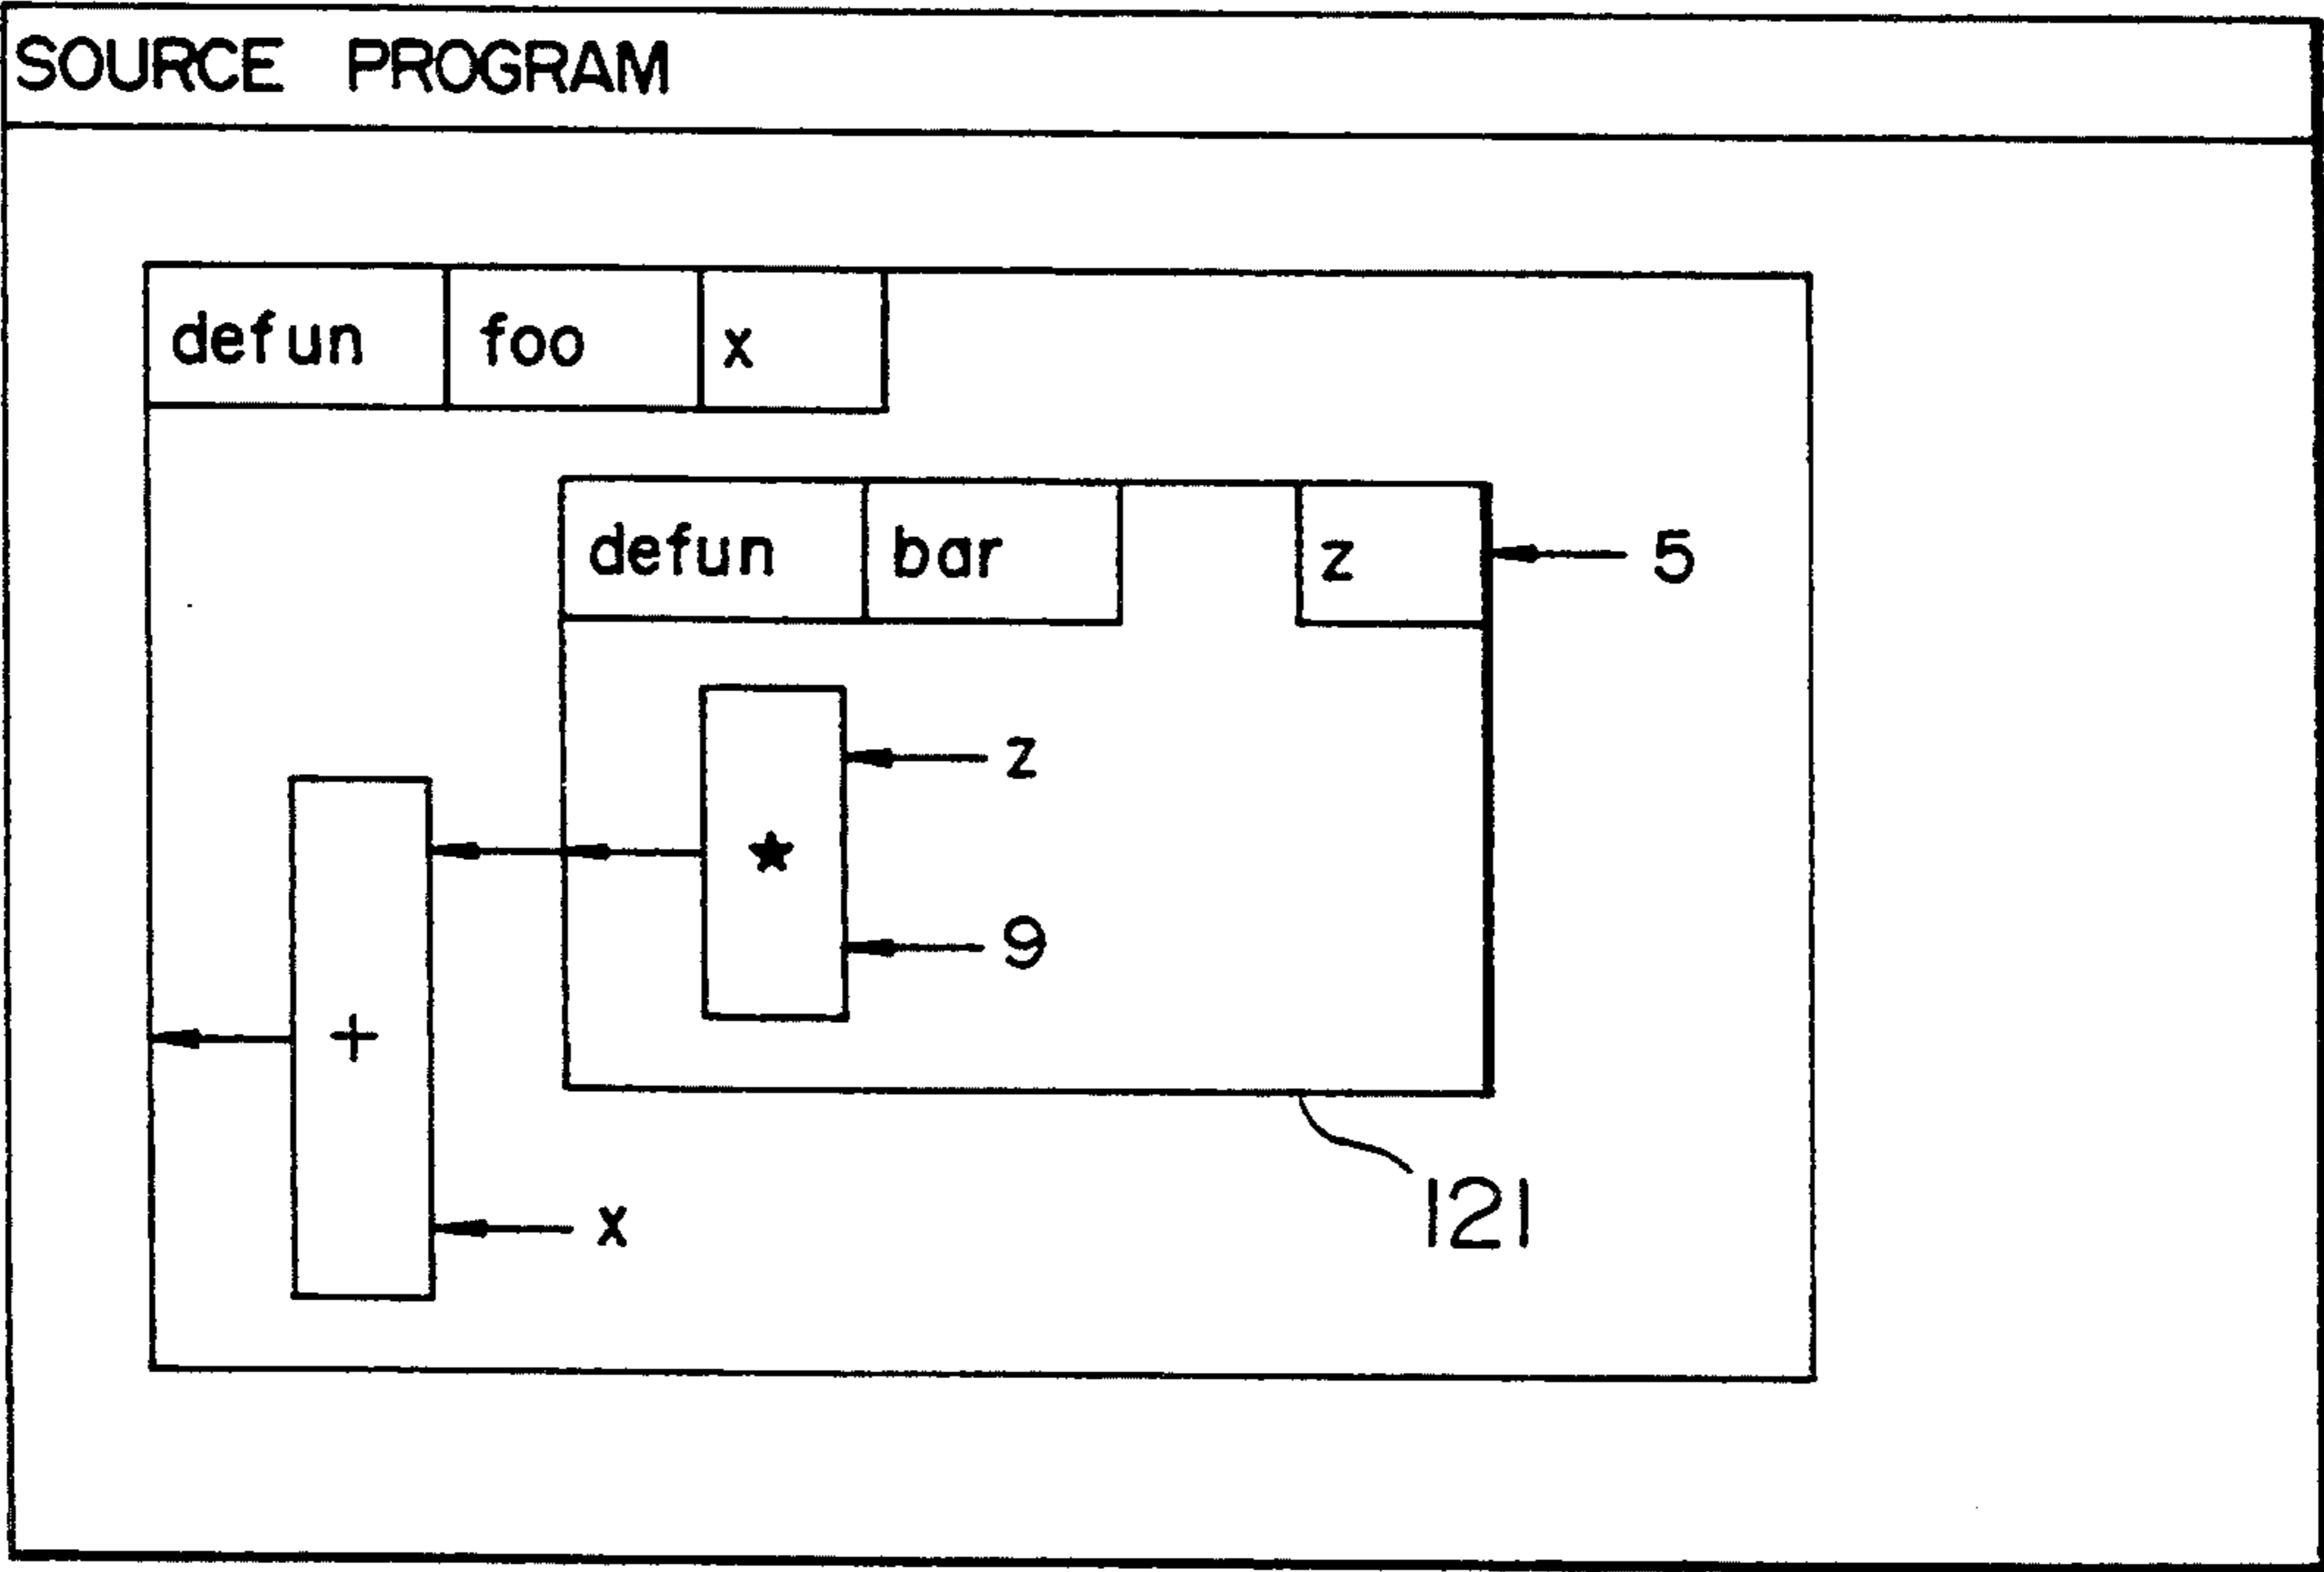 SOURCE PROGRAM
defun foo x
defun bar z 5
z
★
9
+
x
121